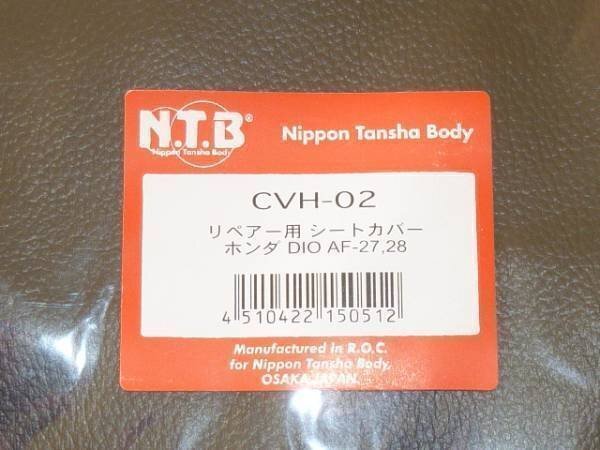 N.T.B®
Nippon Tansha Body
Nippon Tansha Body
CVH-02
リペアー用 シートカバー
ホンダ DIO AF-27,28
4 510422 150512
Manufactured in R.O.C.
for Nippon Tansha Body,
OSAKA JAPAN.